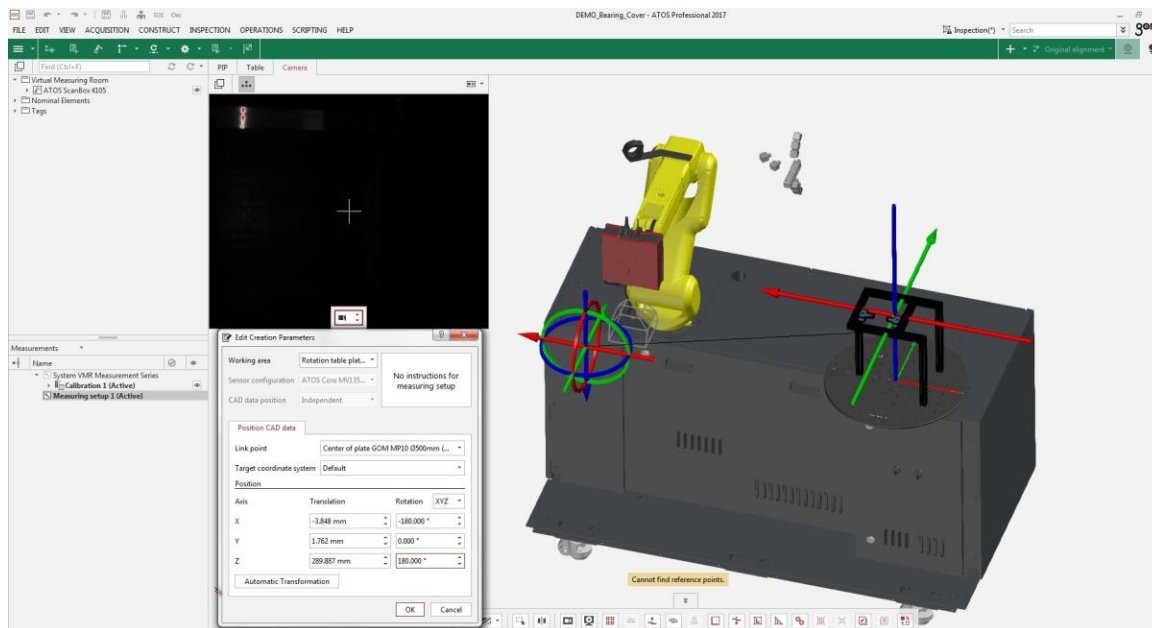 DEMO_Bearing_Cover - ATOS Professional 2017
FILE EDIT VIEW ACQUISITION CONSTRUCT INSPECTION OPERATIONS SCRIPTING HELP
Inspection(*) Search
Original alignment
Find (Ctrl+F) PIP Table Camera
Virtual Measuring Room
ATOS ScanBox 4105
Nominal Elements
Tags
Measurements
Name
System VMR Measurement Series
Calibration 1 (Active)
Measuring setup 1 (Active)
Edit Creation Parameters
Working area Rotation table plat...
Sensor configuration ATOS Core MV135...
CAD data position Independent
No instructions for
measuring setup
Position CAD data
Link point Center of plate GOM MP10 Ø500mm (...
Target coordinate system Default
Position
Axis Translation Rotation XYZ
X -3.848 mm -180.000 °
Y 1.762 mm 0.000 °
Z 289.887 mm 180.000 °
Automatic Transformation
OK Cancel
Cannot find reference points.